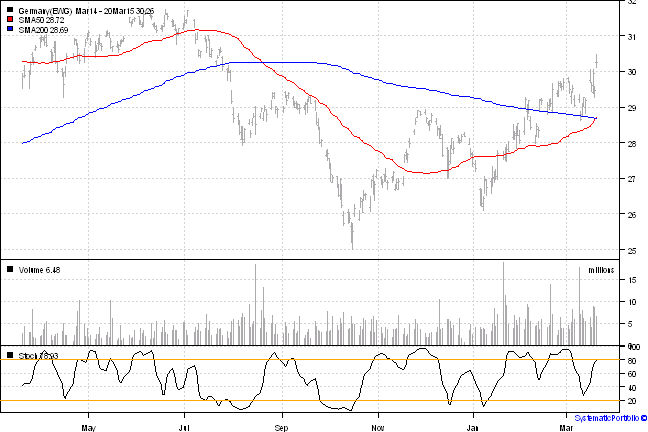 Germany(EWG) Mar14 - 20Mar15 30.26
SMA50 28.72
SMA200 28.69
32
31
30
29
28
27
26
25
Volume 6.48
millions
15
10
5
0
Stoch 78.93
100
80
60
40
20
May Jul Sep Nov Jan Mar
SystematicPortfolio ©